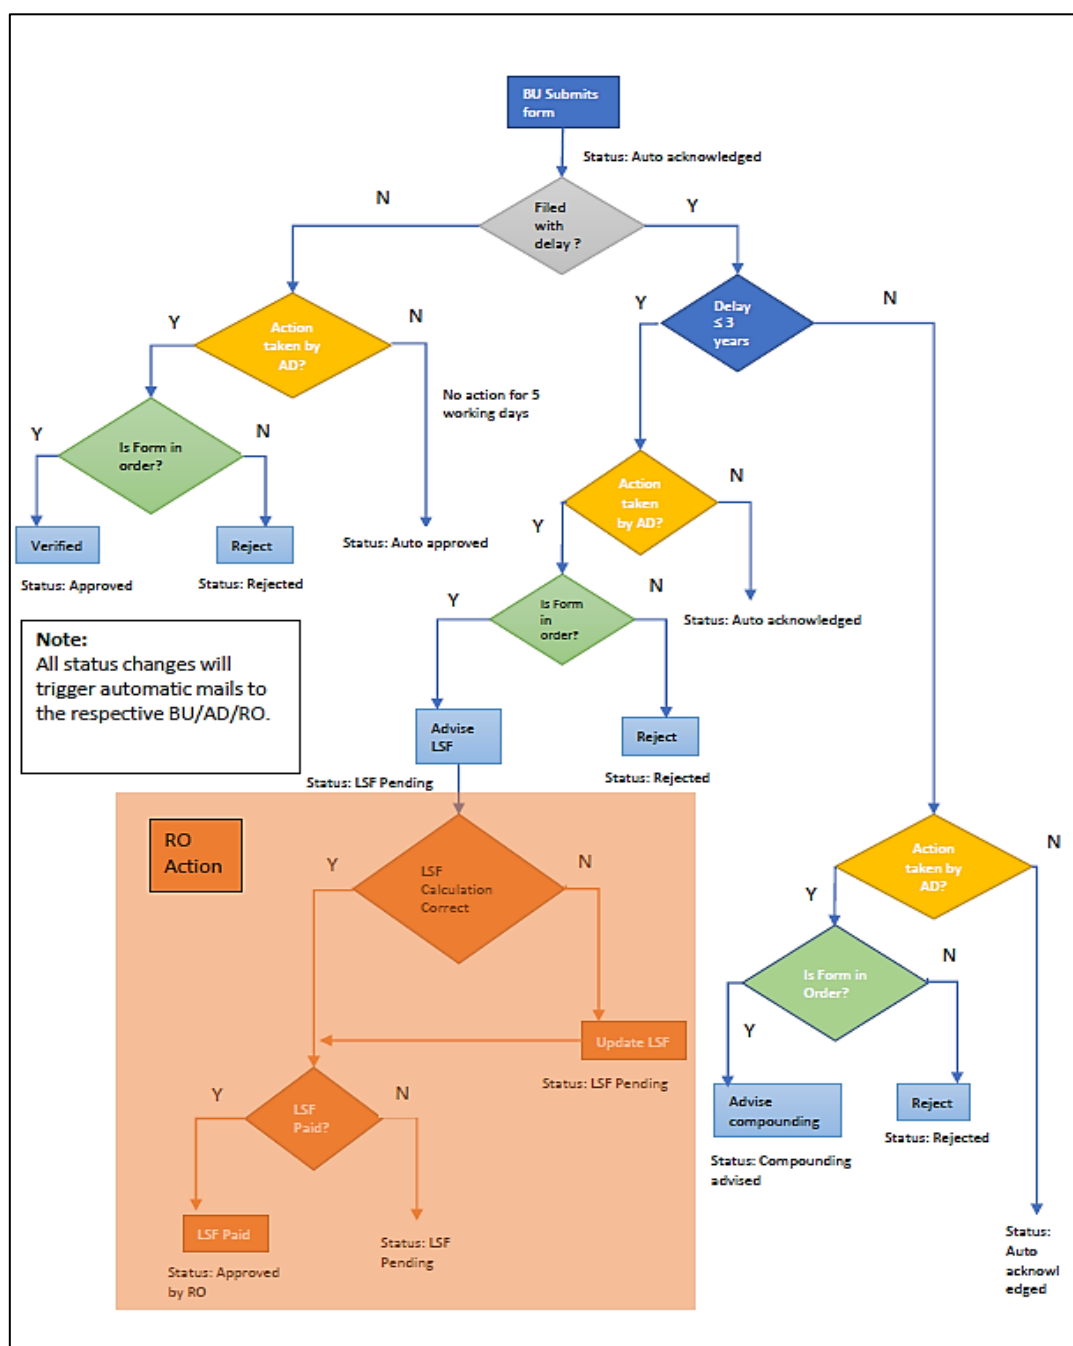 BU Submits
form
Status: Auto acknowledged
N
Y
Filed
with
delay ?
Y
N
Action
taken by
AD?
Y
N
Delay
≤ 3
years
No action for 5
working days
Y
N
Is Form in
order?
Action
taken
by AD?
N
Y
Verified
Reject
Status: Auto approved
Status: Approved
Status: Rejected
Y
N
Is Form
in
order?
Status: Auto acknowledged
Note:
All status changes will
trigger automatic mails to
the respective BU/AD/RO.
Advise
LSF
Reject
Status: LSF Pending
Status: Rejected
RO
Action
Y
N
LSF
Calculation
Correct
Action
taken by
AD?
N
Y
Is Form in
Order?
N
Y
Update LSF
Status: LSF Pending
Y
N
LSF
Paid?
Advise
compounding
Reject
Status: Compounding
advised
Status: Rejected
LSF Paid
Status: LSF
Pending
Status: Approved
by RO
Status:
Auto
acknowl
edged